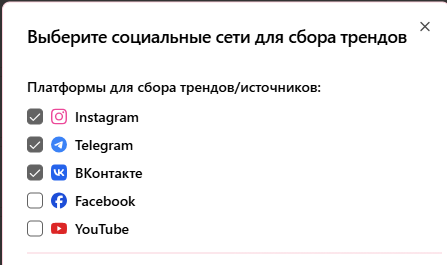 Выберите социальные сети для сбора трендов
Платформы для сбора трендов/источников:
Instagram
Telegram
ВКонтакте
Facebook
YouTube